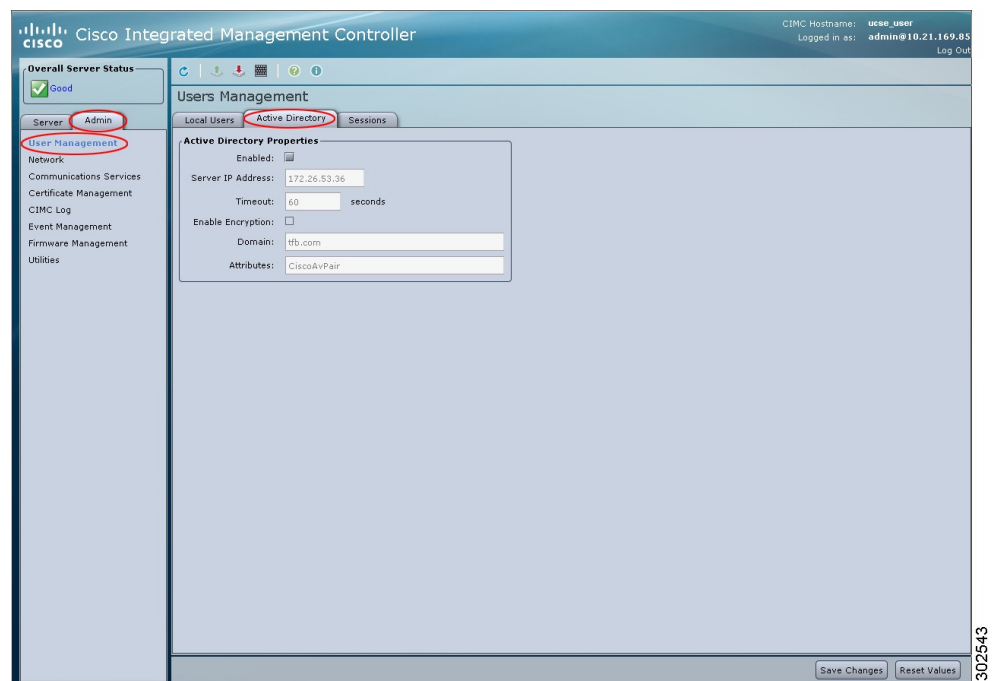 CISCO Cisco Integrated Management Controller
CIMC Hostname: ucse_user
Logged in as: admin@10.21.169.85
Log Out
Overall Server Status
Good
Server Admin
User Management
Network
Communications Services
Certificate Management
CIMC Log
Event Management
Firmware Management
Utilities
Users Management
Local Users Active Directory Sessions
Active Directory Properties
Enabled:
Server IP Address: 172.26.53.36
Timeout: 60 seconds
Enable Encryption:
Domain: tfb.com
Attributes: CiscoAvPair
Save Changes Reset Values
302543